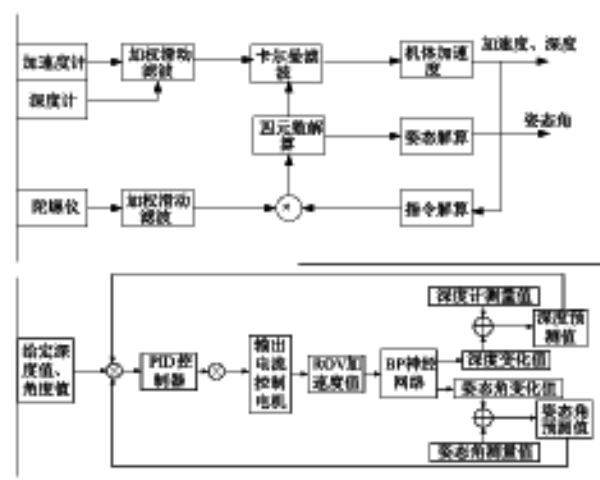 加速度计
深度计
加权滑动
滤波
卡尔曼滤
波
机体加速
度
加速度、深度
四元数解
算
姿态解算
姿态角
陀螺仪
加权滑动
滤波
指令解算
给定深
度值、
角度值
PID控
制器
输出
电流
控制
电机
ROV加
速度值
BP神经
网络
深度计测量值
深度预
测值
深度变化值
姿态角变化值
姿态角
预测值
姿态角测量值